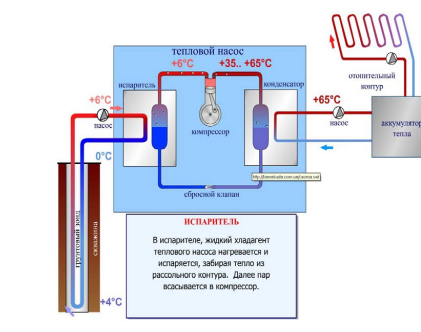 тепловой насос
+6°C
+35.. +65°C
испаритель
конденсатор
отопительный
контур
+6°C
насос
компрессор
+65°C
насос
аккумулятор
тепла
0°C
сбросной клапан
грунтовый зонд
скважина
+4°C
ИСПАРИТЕЛЬ
В испарителе, жидкий хладагент
теплового насоса нагревается и
испаряется, забирая тепло из
рассольного контура. Далее пар
всасывается в компрессор.